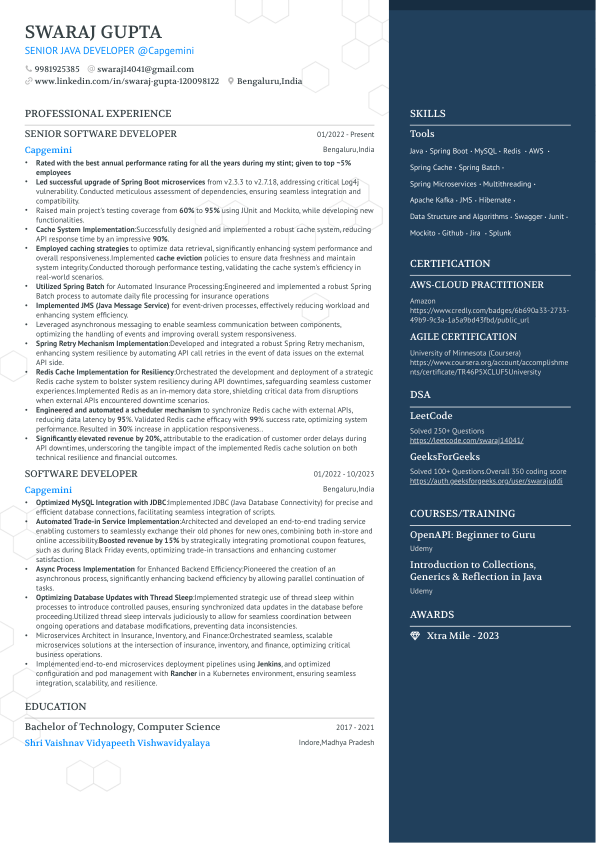 SWARAJ GUPTA
SENIOR JAVA DEVELOPER @Capgemini
9981925385 swaraj14041@gmail.com
www.linkedin.com/in/swaraj-gupta-120098122 Bengaluru,India
PROFESSIONAL EXPERIENCE
SENIOR SOFTWARE DEVELOPER 01/2022 - Present
Capgemini Bengaluru,India
• Rated with the best annual performance rating for all the years during my stint; given to top ~5%
employees
• Led successful upgrade of Spring Boot microservices from v2.3.3 to v2.7.18, addressing critical Log4j
vulnerability. Conducted meticulous assessment of dependencies, ensuring seamless integration and
compatibility.
• Raised main project's testing coverage from 60% to 95% using JUnit and Mockito, while developing new
functionalities.
• Cache System Implementation:Successfully designed and implemented a robust cache system, reducing
API response time by an impressive 90%.
• Employed caching strategies to optimize data retrieval, significantly enhancing system performance and
overall responsiveness.Implemented cache eviction policies to ensure data freshness and maintain
system integrity.Conducted thorough performance testing, validating the cache system's efficiency in
real-world scenarios.
• Utilized Spring Batch for Automated Insurance Processing:Engineered and implemented a robust Spring
Batch process to automate daily file processing for insurance operations
• Implemented JMS (Java Message Service) for event-driven processes, effectively reducing workload and
enhancing system efficiency.
• Leveraged asynchronous messaging to enable seamless communication between components,
optimizing the handling of events and improving overall system responsiveness.
• Spring Retry Mechanism Implementation:Developed and integrated a robust Spring Retry mechanism,
enhancing system resilience by automating API call retries in the event of data issues on the external
API side.
• Redis Cache Implementation for Resiliency:Orchestrated the development and deployment of a strategic
Redis cache system to bolster system resiliency during API downtimes, safeguarding seamless customer
experiences.Implemented Redis as an in-memory data store, shielding critical data from disruptions
when external APIs encountered downtime scenarios.
• Engineered and automated a scheduler mechanism to synchronize Redis cache with external APIs,
reducing data latency by 95%.Validated Redis cache efficacy with 99% success rate, optimizing system
performance. Resulted in 30% increase in application responsiveness..
• Significantly elevated revenue by 20%, attributable to the eradication of customer order delays during
API downtimes, underscoring the tangible impact of the implemented Redis cache solution on both
technical resilience and financial outcomes.
SOFTWARE DEVELOPER 01/2022 - 10/2023
Capgemini Bengaluru,India
• Optimized MySQL Integration with JDBC:Implemented JDBC (Java Database Connectivity) for precise and
efficient database connections, facilitating seamless integration of scripts.
• Automated Trade-in Service Implementation:Architected and developed an end-to-end trading service
enabling customers to seamlessly exchange their old phones for new ones, combining both in-store and
online accessibility.Boosted revenue by 15% by strategically integrating promotional coupon features,
such as during Black Friday events, optimizing trade-in transactions and enhancing customer
satisfaction.
• Async Process Implementation for Enhanced Backend Efficiency:Pioneered the creation of an
asynchronous process, significantly enhancing backend efficiency by allowing parallel continuation of
tasks.
• Optimizing Database Updates with Thread Sleep:Implemented strategic use of thread sleep within
processes to introduce controlled pauses, ensuring synchronized data updates in the database before
proceeding.Utilized thread sleep intervals judiciously to allow for seamless coordination between
ongoing operations and database modifications, preventing data inconsistencies.
• Microservices Architect in Insurance, Inventory, and Finance:Orchestrated seamless, scalable
microservices solutions at the intersection of insurance, inventory, and finance, optimizing critical
business operations.
• Implemented end-to-end microservices deployment pipelines using Jenkins, and optimized
configuration and pod management with Rancher in a Kubernetes environment, ensuring seamless
integration, scalability, and resilience.
EDUCATION
Bachelor of Technology, Computer Science 2017 - 2021
Shri Vaishnav Vidyapeeth Vishwavidyalaya Indore,Madhya Pradesh
SKILLS
Tools
Java · Spring Boot · MySQL · Redis · AWS ·
Spring Cache · Spring Batch ·
Spring Microservices · Multithreading ·
Apache Kafka · JMS · Hibernate ·
Data Structure and Algorithms · Swagger · Junit ·
Mockito · Github · Jira · Splunk
CERTIFICATION
AWS-CLOUD PRACTITIONER
Amazon
https://www.credly.com/badges/6b690a33-2733-
49b9-9c3a-1a5a9bd43fbd/public_url
AGILE CERTIFICATION
University of Minnesota (Coursera)
https://www.coursera.org/account/accomplishme
nts/certificate/TR46P5XCLUF5University
DSA
LeetCode
Solved 250+ Questions
https://leetcode.com/swaraj14041/
GeeksForGeeks
Solved 100+ Questions.Overall 350 coding score
https://auth.geeksforgeeks.org/user/swarajuddi
COURSES/TRAINING
OpenAPI: Beginner to Guru
Udemy
Introduction to Collections,
Generics & Reflection in Java
Udemy
AWARDS
Xtra Mile - 2023